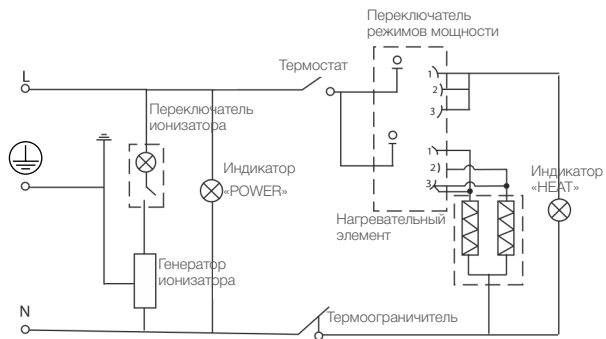 Переключатель
режимов мощности
Термостат
L
1
2
3
Переключатель
ионизатора
1
2
3
Индикатор
«POWER»
Индикатор
«HEAT»
Нагревательный
элемент
Генератор
ионизатора
N
Термоограничитель